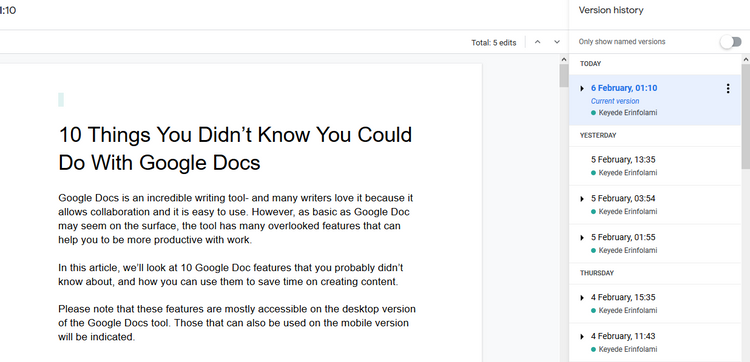 :10
Total: 5 edits
10 Things You Didn’t Know You Could
Do With Google Docs
Google Docs is an incredible writing tool- and many writers love it because it
allows collaboration and it is easy to use. However, as basic as Google Doc
may seem on the surface, the tool has many overlooked features that can
help you to be more productive with work.
In this article, we’ll look at 10 Google Doc features that you probably didn’t
know about, and how you can use them to save time on creating content.
Please note that these features are mostly accessible on the desktop version
of the Google Docs tool. Those that can also be used on the mobile version
will be indicated.
Version history
Only show named versions
TODAY
6 February, 01:10
Current version
Keyede Erinfolami
YESTERDAY
5 February, 13:35
Keyede Erinfolami
5 February, 03:54
Keyede Erinfolami
5 February, 01:55
Keyede Erinfolami
THURSDAY
4 February, 15:35
Keyede Erinfolami
4 February, 11:43
Keyede Erinfolami